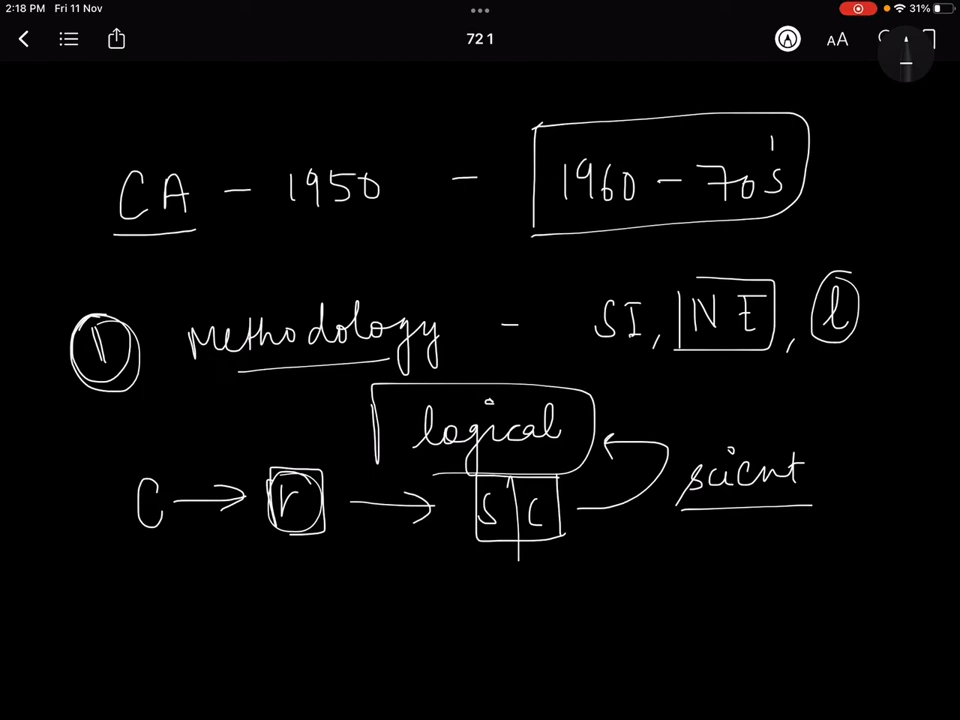 2:18 PM Fri 11 Nov 31%
721
AA
CA - 1950 - 1960 - 70's
1 Methodology - SI, NE, l
logical
C → r → S C scient